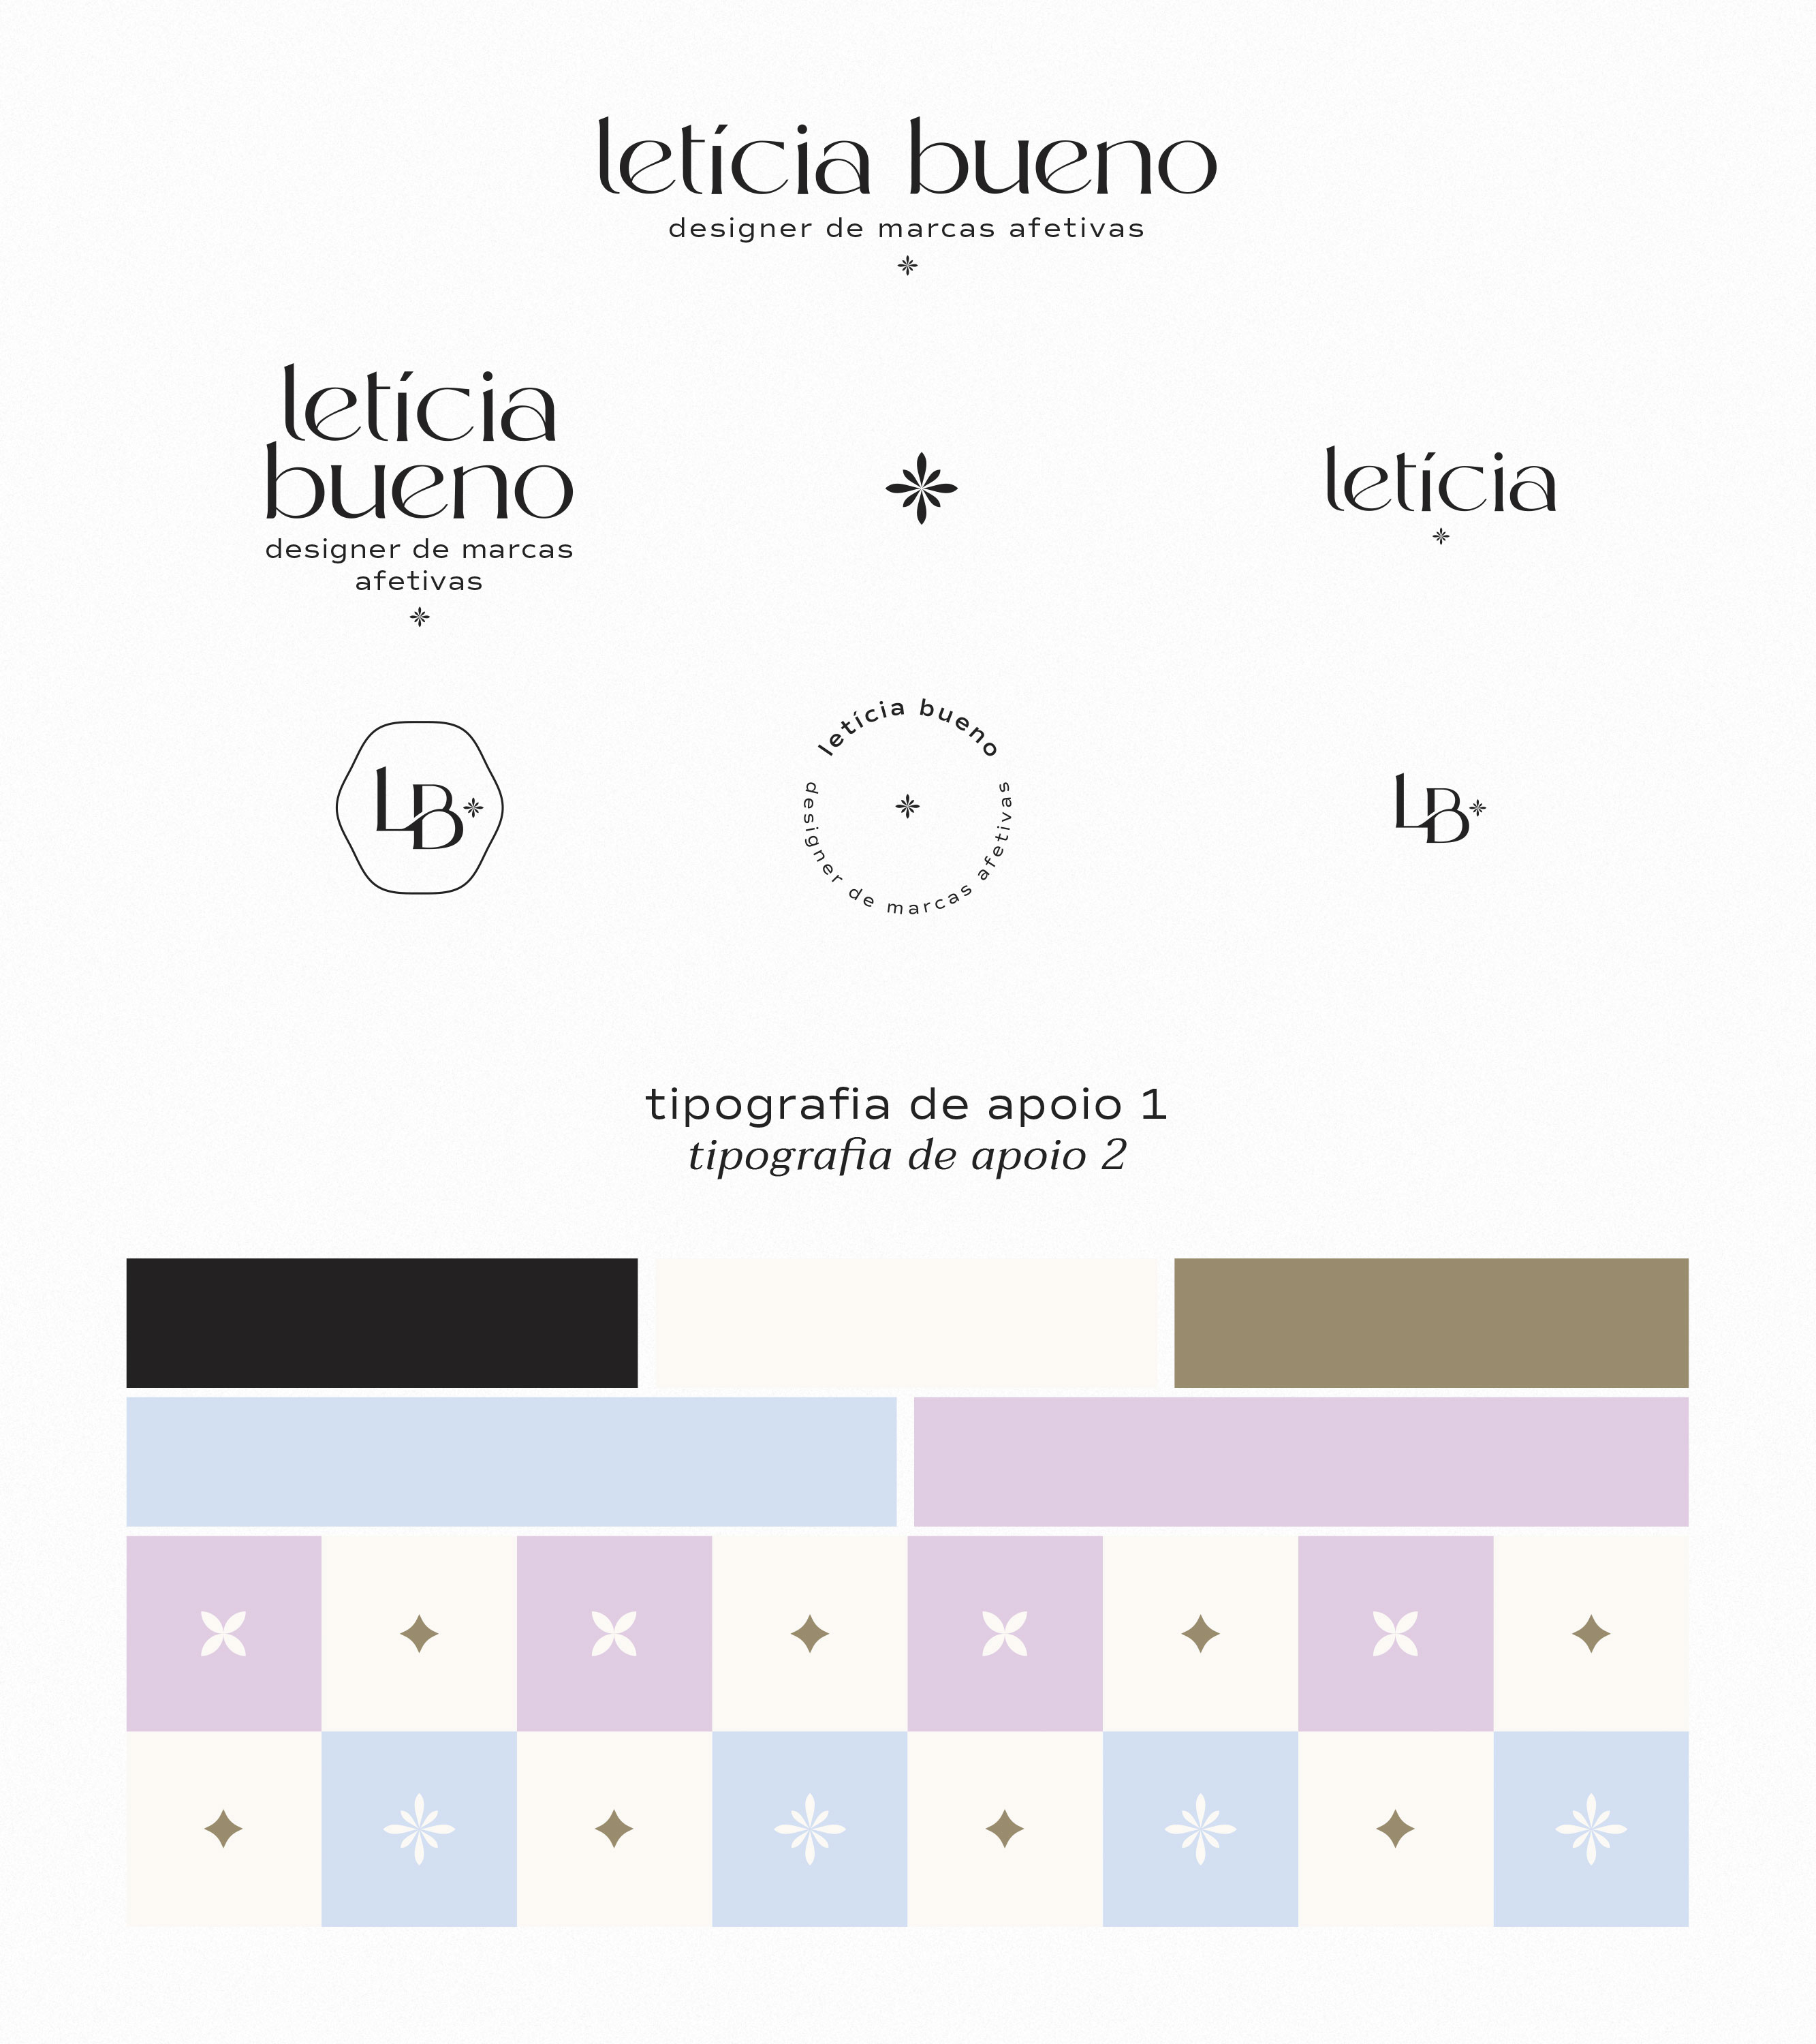 letícia bueno
designer de marcas afetivas
letícia
bueno
designer de marcas
afetivas
letícia
LB
letícia bueno
designer de marcas afetivas
LB
tipografia de apoio 1
tipografia de apoio 2